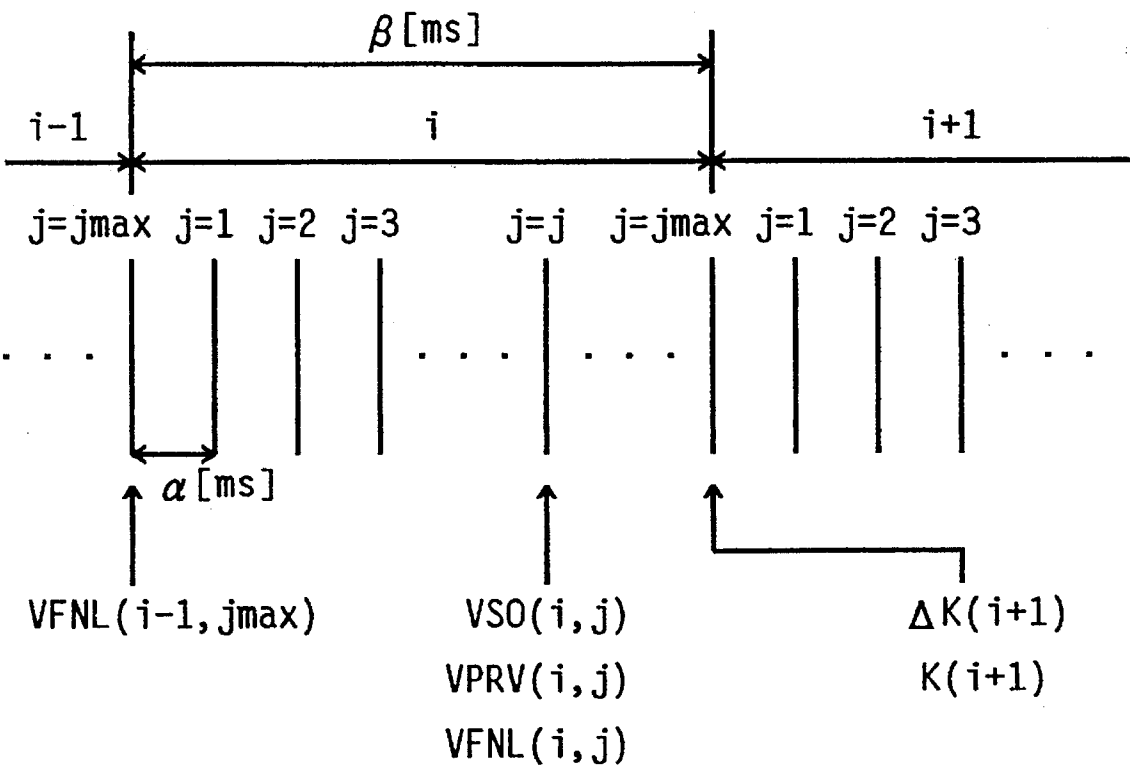 β[ms]
i-1 i i+1
j=jmax j=1 j=2 j=3 j=j j=jmax j=1 j=2 j=3
. . . . . . . . . . . .
α[ms]
VFNL(i-1,jmax) VSO(i,j) ΔK(i+1)
VPRV(i,j) K(i+1)
VFNL(i,j)